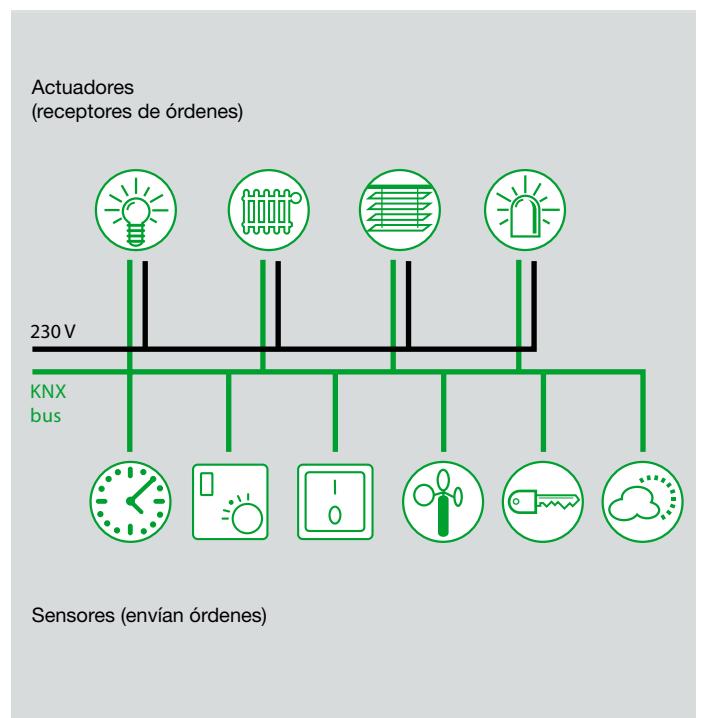 Actuadores
(receptores de órdenes)
230 V
KNX
bus
Sensores (envían órdenes)